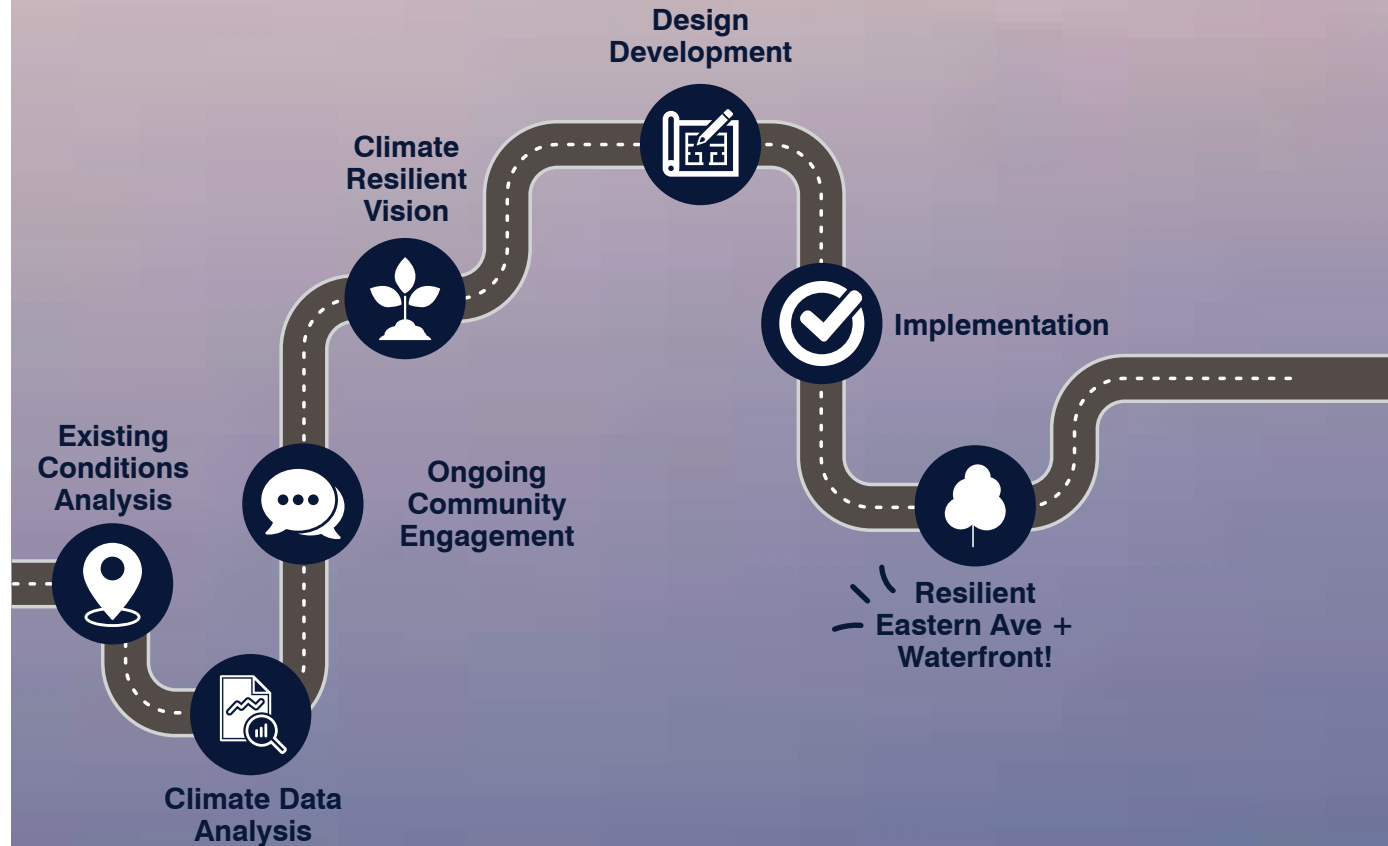 Design
Development
Climate
Resilient
Vision
Implementation
Existing
Conditions
Analysis
Ongoing
Community
Engagement
Resilient
Eastern Ave +
Waterfront!
Climate Data
Analysis